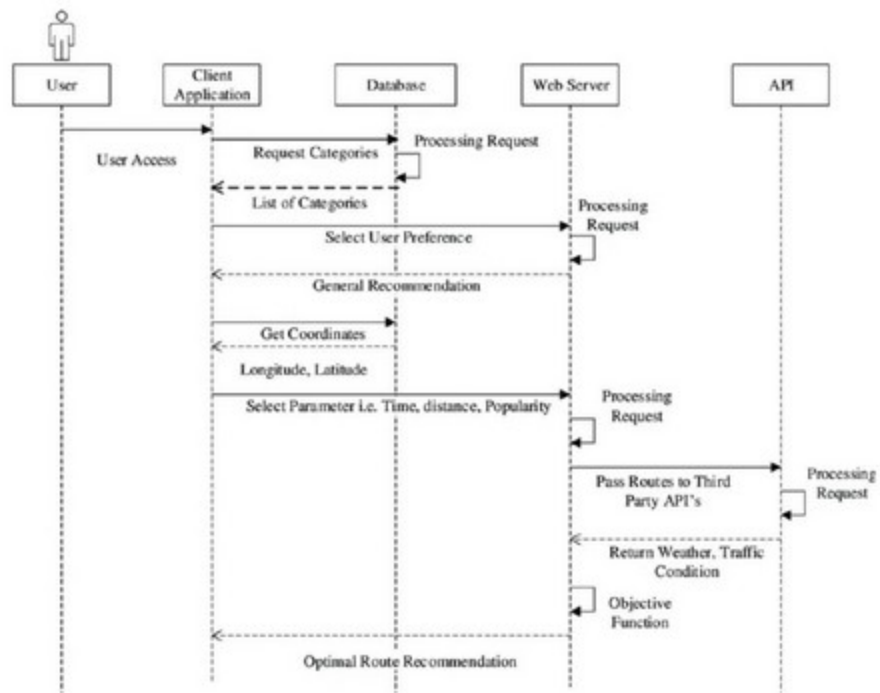 User
Client
Application
Database
Web Server
API
User Access
Request Categories
Processing Request
List of Categories
Processing
Request
Select User Preference
General Recommendation
Get Coordinates
Longitude, Latitude
Select Parameter i.e. Time, distance, Popularity
Processing
Request
Pass Routes to Third
Party API's
Processing
Request
Return Weather, Traffic
Condition
Objective
Function
Optimal Route Recommendation